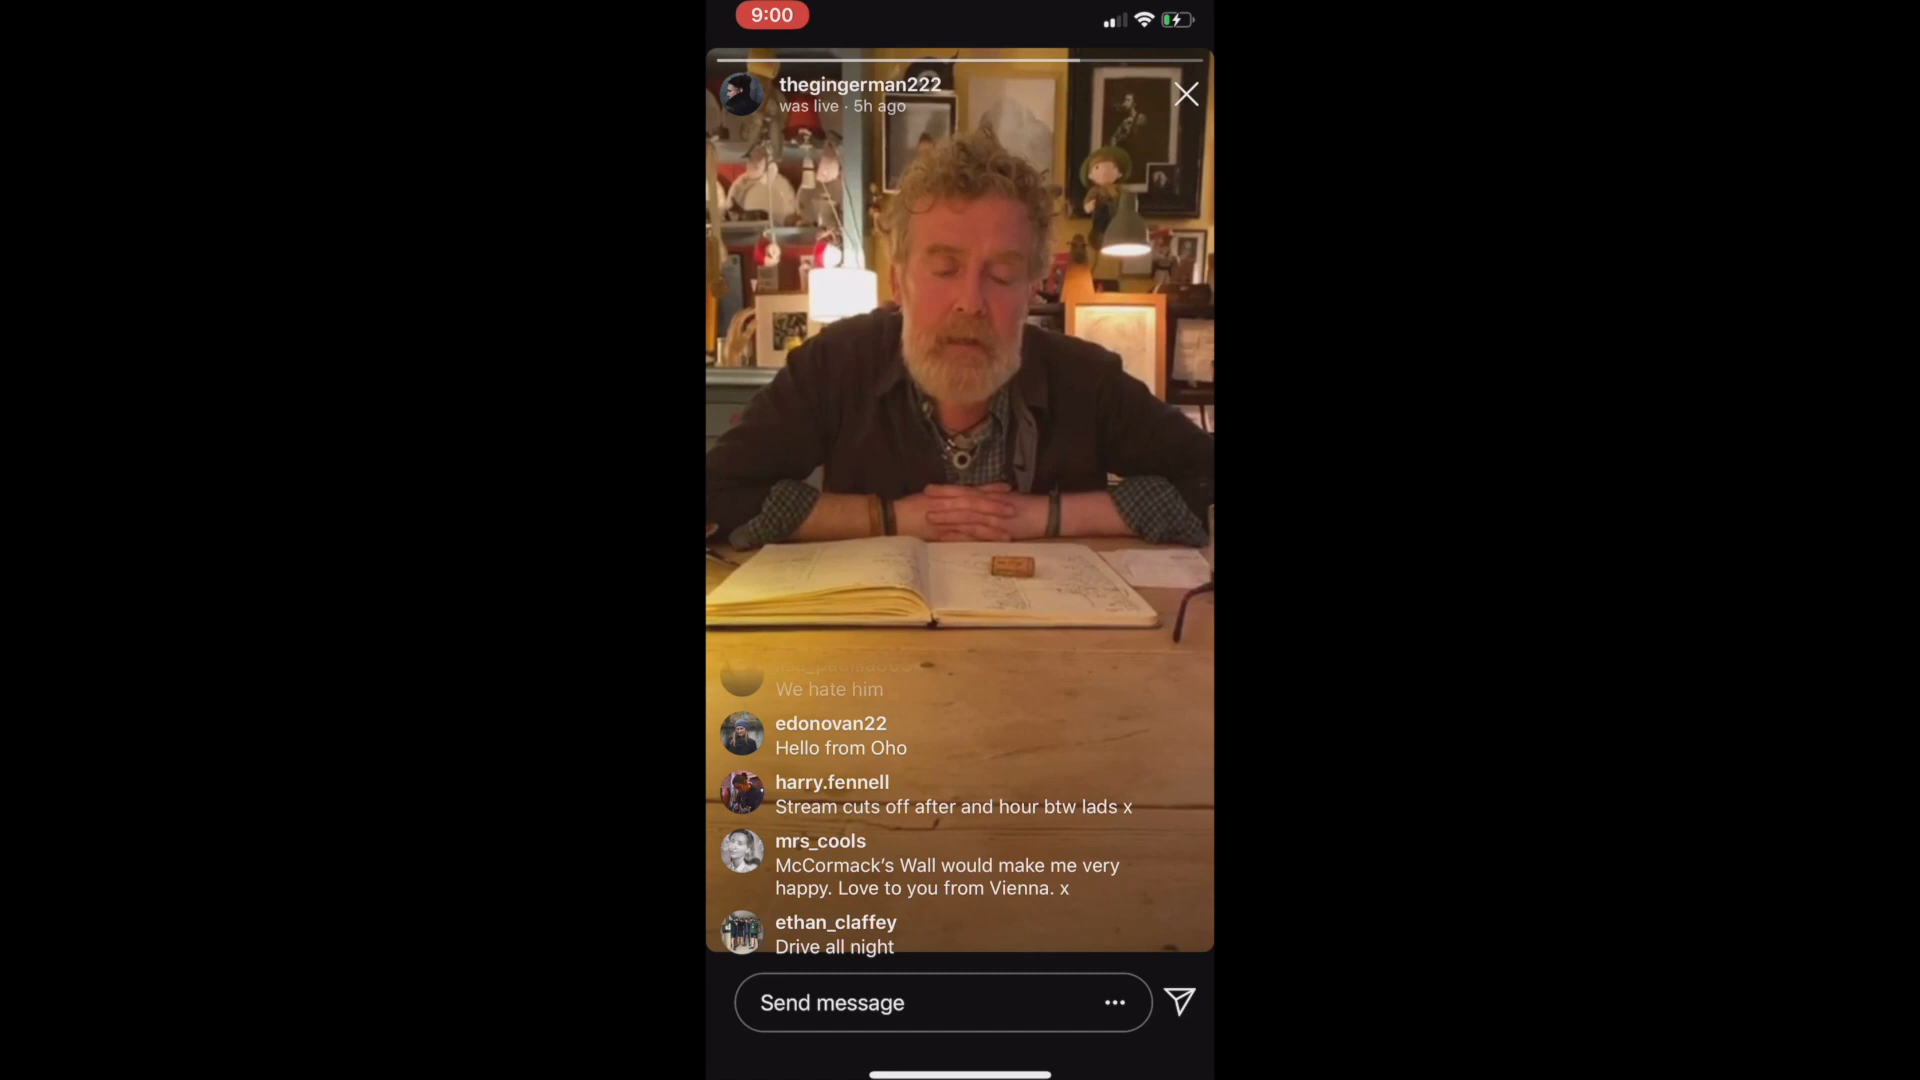 9:00
thegingerman222
was live · 5h ago
We hate him
edonovan22
Hello from Oho
harry.fennell
Stream cuts off after and hour btw lads x
mrs_cools
McCormack's Wall would make me very
happy. Love to you from Vienna. x
ethan_claffey
Drive all night
Send message